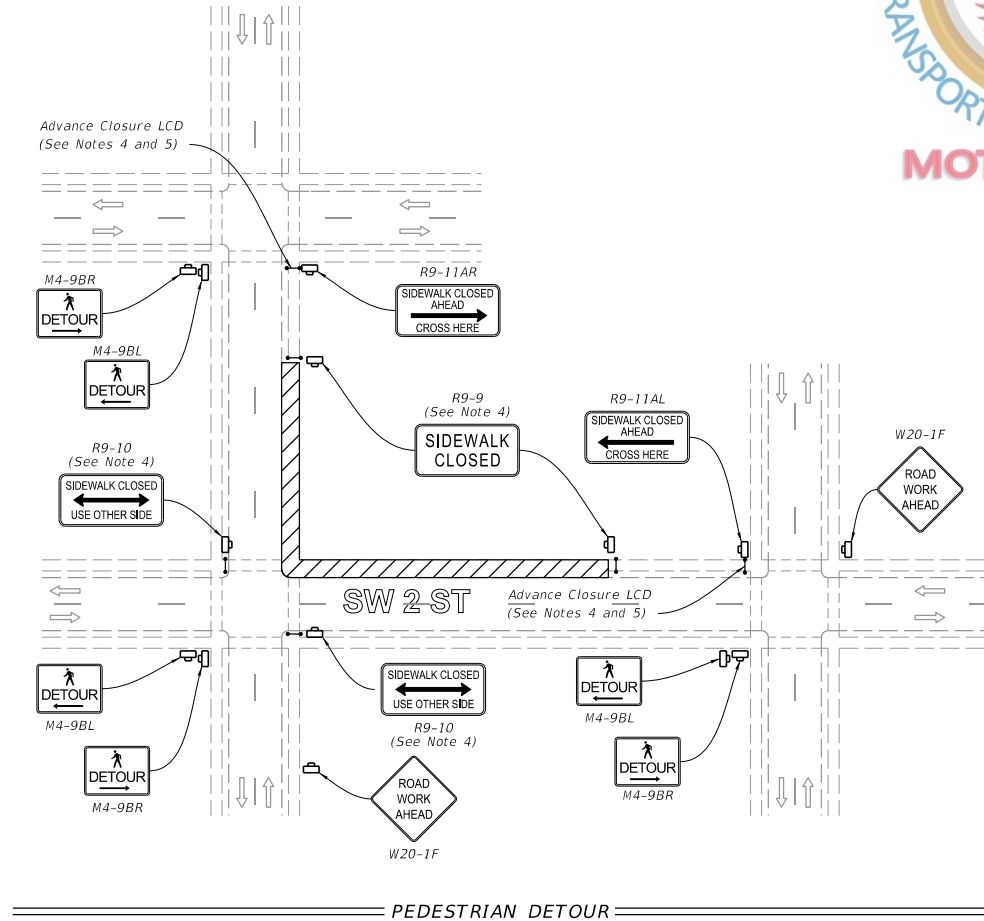 RANSPORT
MOT
Advance Closure LCD
(See Notes 4 and 5)
M4-9BR
DETOUR
M4-9BL
DETOUR
R9-11AR
SIDEWALK CLOSED
AHEAD
CROSS HERE
R9-9
(See Note 4)
SIDEWALK
CLOSED
R9-11AL
SIDEWALK CLOSED
AHEAD
CROSS HERE
W20-1F
ROAD
WORK
AHEAD
R9-10
(See Note 4)
SIDEWALK CLOSED
USE OTHER SIDE
SW 2 ST
Advance Closure LCD
(See Notes 4 and 5)
DETOUR
M4-9BL
DETOUR
M4-9BR
SIDEWALK CLOSED
USE OTHER SIDE
R9-10
(See Note 4)
DETOUR
M4-9BL
DETOUR
M4-9BR
ROAD
WORK
AHEAD
W20-1F
PEDESTRIAN DETOUR